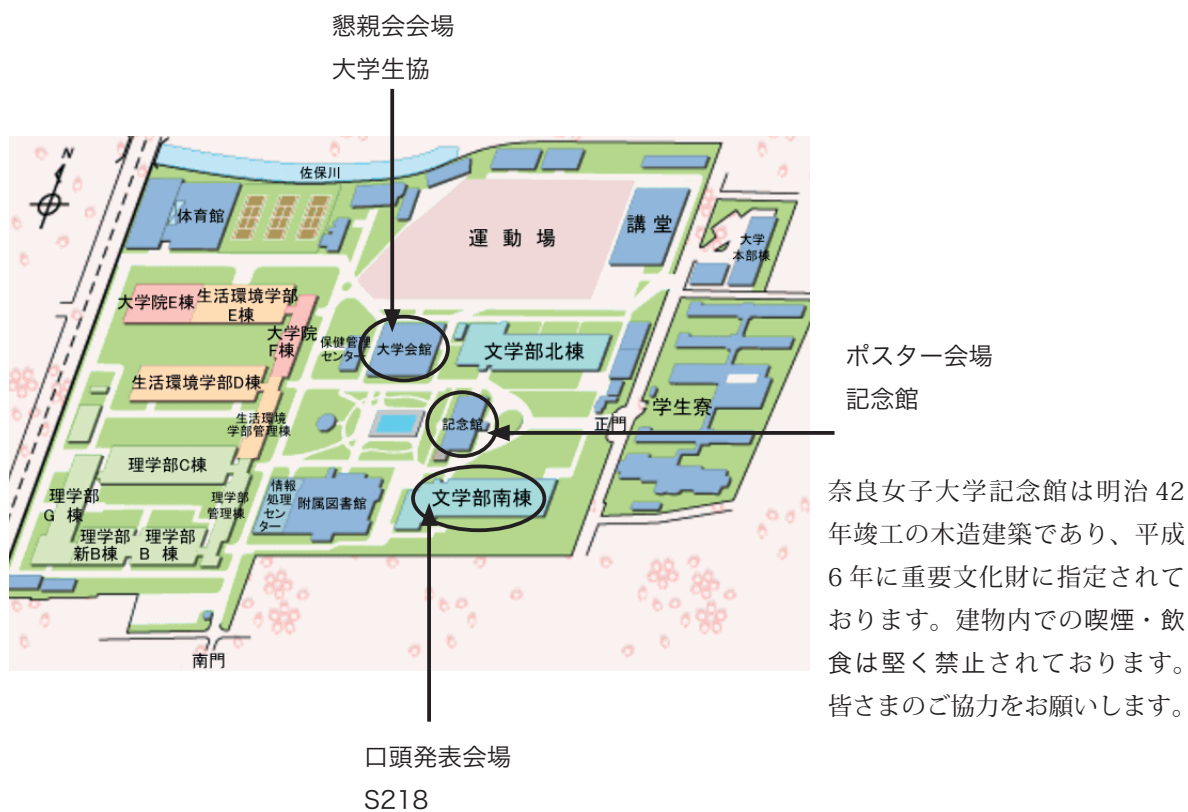 懇親会会場
大学生協
N
佐保川
体育館
運動場
講堂
大学
本部棟
大学院E棟
生活環境学部
E棟
大学院
F棟
保健管理
センター
大学会館
文学部北棟
生活環境学部D棟
学生寮
ポスター会場
記念館
生活環境
学部管理棟
記念館
正門
理学部C棟
情報
処理
セン
ター
附属図書館
文学部南棟
理学部
G 棟
理学部
管理棟
理学部
新B棟
理学部
B 棟
南門
奈良女子大学記念館は明治 42
年竣工の木造建築であり、平成
6 年に重要文化財に指定されて
おります。建物内での喫煙・飲
食は堅く禁止されております。
皆さまのご協力をお願いします。
口頭発表会場
S218